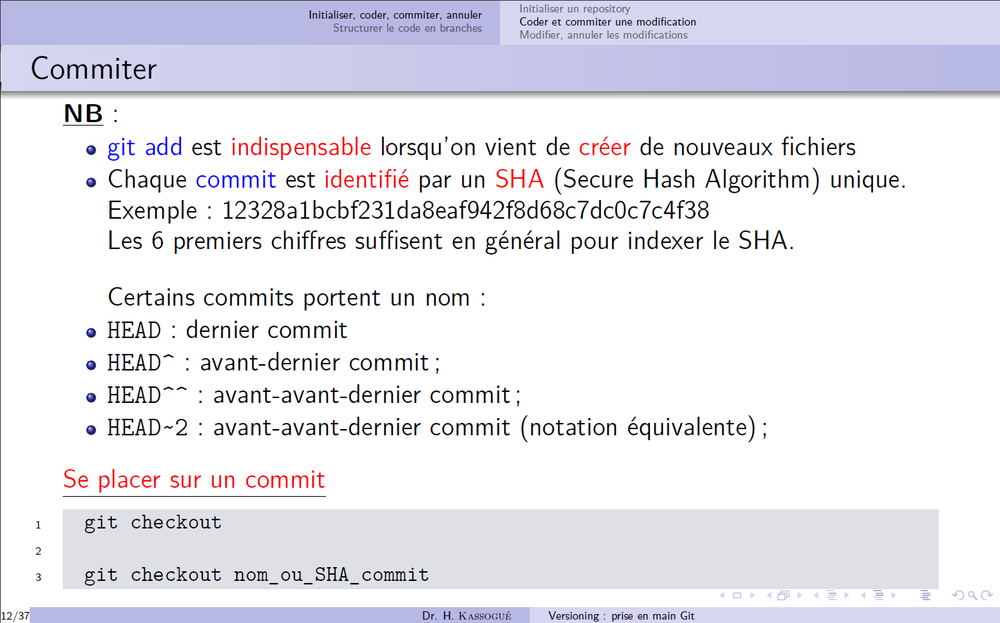 Initialiser, coder, commiter, annuler
Structurer le code en branches
Initialiser un repository
Coder et commiter une modification
Modifier, annuler les modifications
Commiter
NB :
git add est indispensable lorsqu'on vient de créer de nouveaux fichiers
Chaque commit est identifié par un SHA (Secure Hash Algorithm) unique.
Exemple : 12328a1bcbf231da8eaf942f8d68c7dc0c7c4f38
Les 6 premiers chiffres suffisent en général pour indexer le SHA.
Certains commits portent un nom :
HEAD : dernier commit
HEAD^ : avant-dernier commit ;
HEAD^^ : avant-avant-dernier commit ;
HEAD~2 : avant-avant-dernier commit (notation équivalente) ;
Se placer sur un commit
1 git checkout
2
3 git checkout nom_ou_SHA_commit
12/37 Dr. H. KASSOGUÉ Versioning : prise en main Git